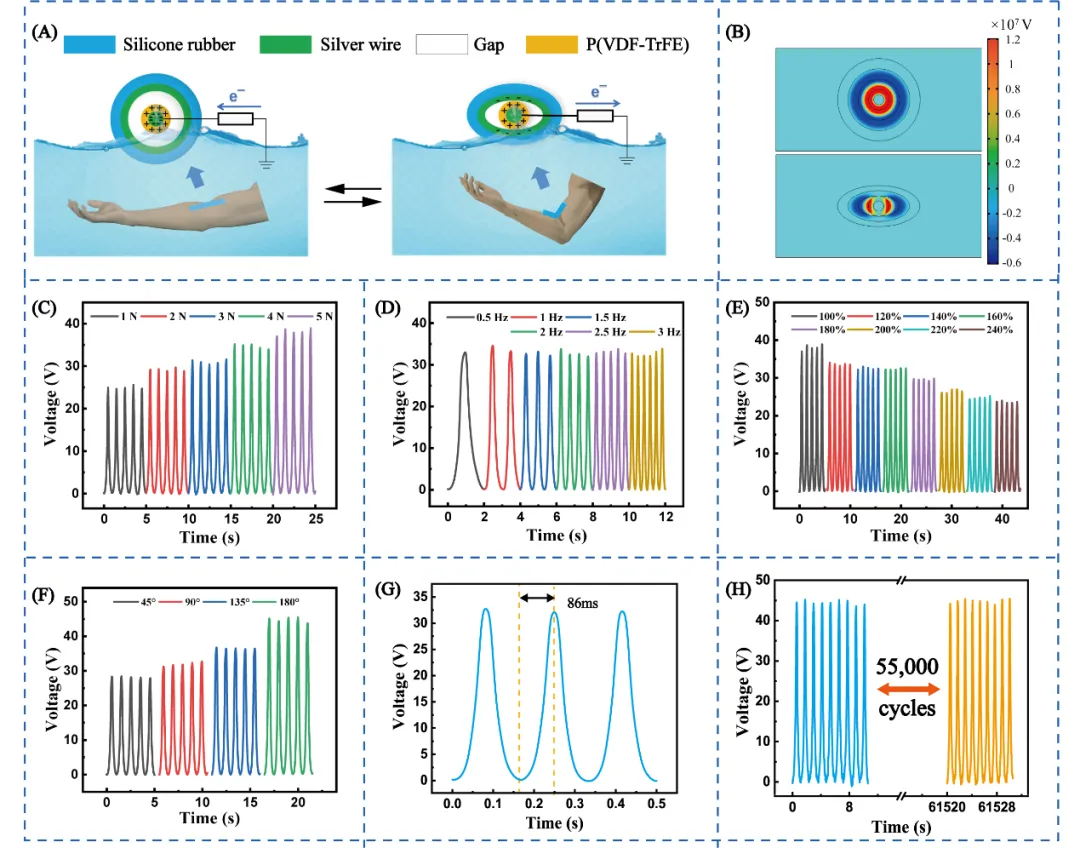 (A)
Silicone rubber Silver wire Gap P(VDF-TrFE)
e⁻
e⁻
(B)
×10⁷ V
1.2
1
0.8
0.6
0.4
0.2
0
-0.2
-0.4
-0.6
(C)
1 N 2 N 3 N 4 N 5 N
Voltage (V)
40
30
20
10
0
0 5 10 15 20 25
Time (s)
(D)
0.5 Hz 1 Hz 1.5 Hz
2 Hz 2.5 Hz 3 Hz
Voltage (V)
40
30
20
10
0
0 2 4 6 8 10 12
Time (s)
(E)
100% 120% 140% 160%
180% 200% 220% 240%
Voltage (V)
50
40
30
20
10
0
0 10 20 30 40
Time (s)
(F)
45° 90° 135° 180°
Voltage (V)
50
40
30
20
10
0
0 5 10 15 20
Time (s)
(G)
86ms
Voltage (V)
35
30
25
20
15
10
5
0
0.0 0.1 0.2 0.3 0.4 0.5
Time (s)
(H)
55,000
cycles
Voltage (V)
50
40
30
20
10
0
0 8 61520 61528
Time (s)